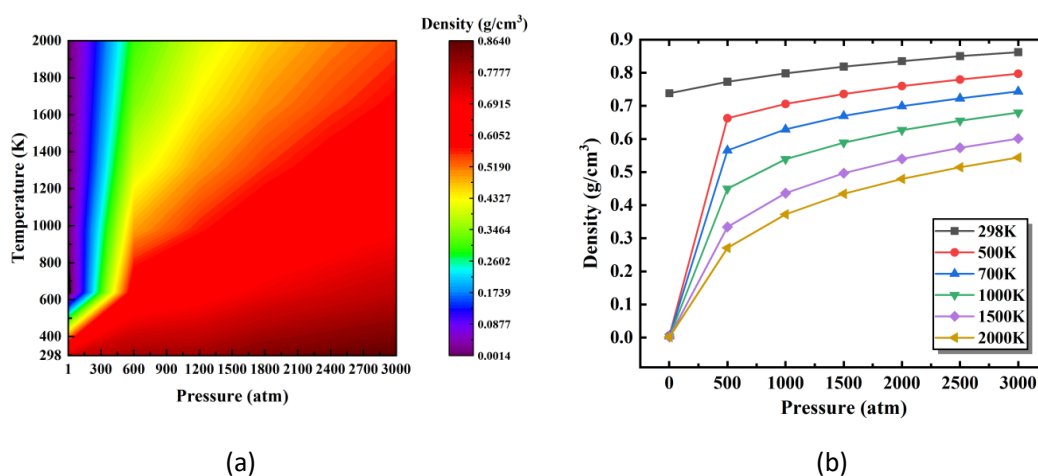 Density (g/cm³)
2000
1800
1600
1400
1200
1000
800
600
400
298
Temperature (K)
1 300 600 900 1200 1500 1800 2100 2400 2700 3000
Pressure (atm)
0.8640
0.7777
0.6915
0.6052
0.5190
0.4327
0.3464
0.2602
0.1739
0.0877
0.0014
(a)
0.9
0.8
0.7
0.6
0.5
0.4
0.3
0.2
0.1
0.0
Density (g/cm³)
298K
500K
700K
1000K
1500K
2000K
0 500 1000 1500 2000 2500 3000
Pressure (atm)
(b)